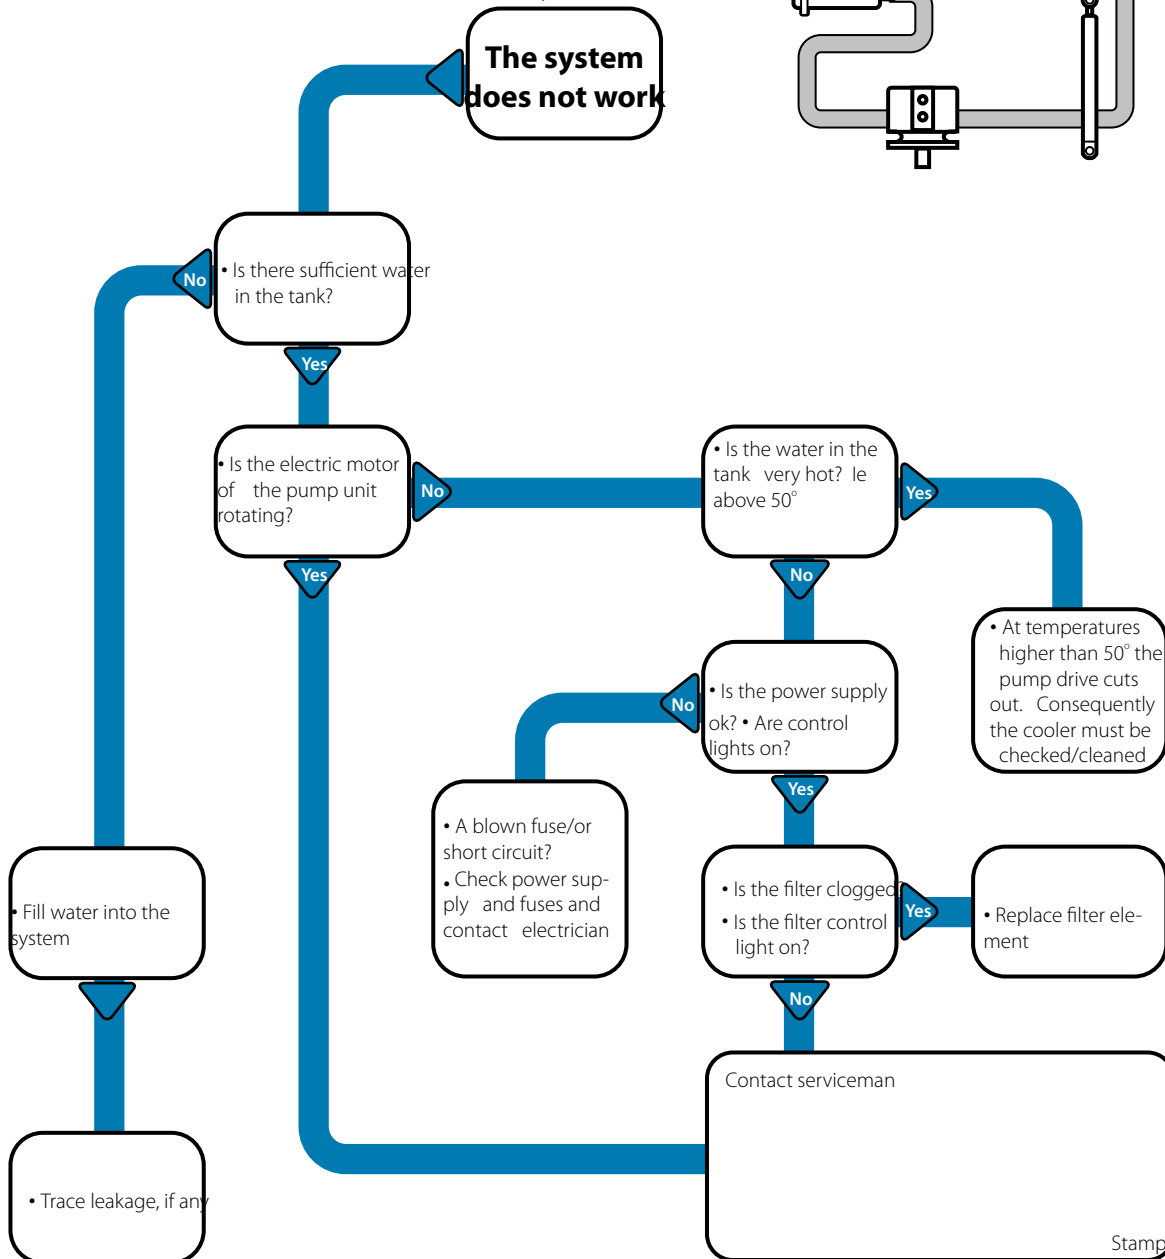 The system
does not work
No
• Is there sufficient water
in the tank?
Yes
• Is the electric motor
of the pump unit
rotating?
No
• Is the water in the
tank very hot? Ie
above 50°
Yes
Yes
No
• At temperatures
higher than 50° the
pump drive cuts
out. Consequently
the cooler must be
checked/cleaned
No
• Is the power supply
ok? • Are control
lights on?
Yes
• A blown fuse/or
short circuit?
• Check power sup-
ply and fuses and
contact electrician
• Is the filter clogged?
• Is the filter control
light on?
Yes
• Replace filter ele-
ment
• Fill water into the
system
No
Contact serviceman
• Trace leakage, if any
Stamp